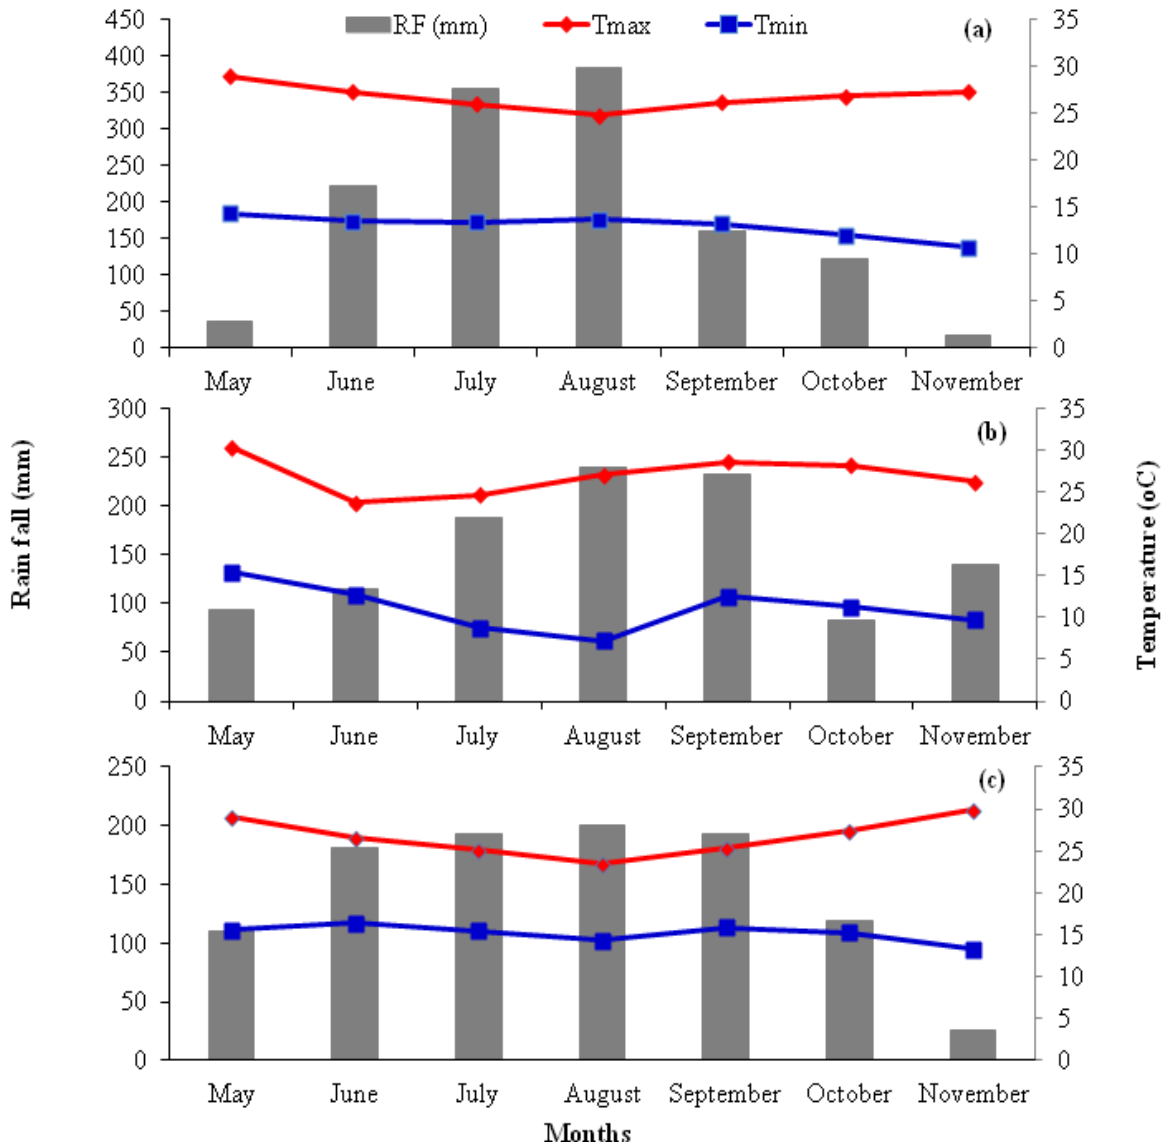 RF (mm) Tmax Tmin (a)
450 35
400 30
350 25
300 20
250 15
200 10
150 5
100 0
50
0
May June July August September October November
Rain fall (mm)
Temperature (oC)
(b)
300 35
250 30
200 25
150 20
100 15
50 10
0 5
0
May June July August September October November
(c)
250 35
200 30
150 25
100 20
50 15
0 10
5
0
May June July August September October November
Months